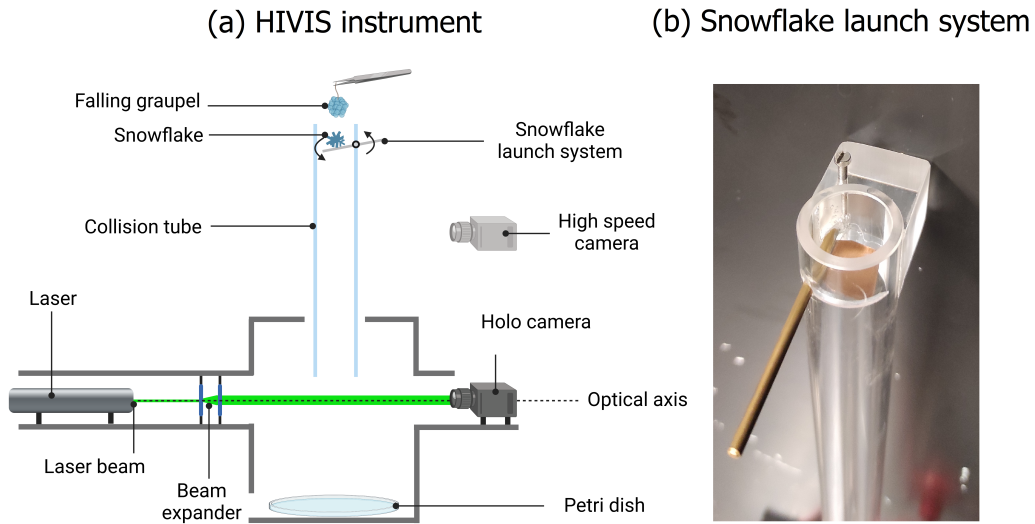 (a) HIVIS instrument
(b) Snowflake launch system
Falling graupel
Snowflake
Snowflake
launch system
Collision tube
High speed
camera
Laser
Holo camera
Optical axis
Laser beam
Beam
expander
Petri dish